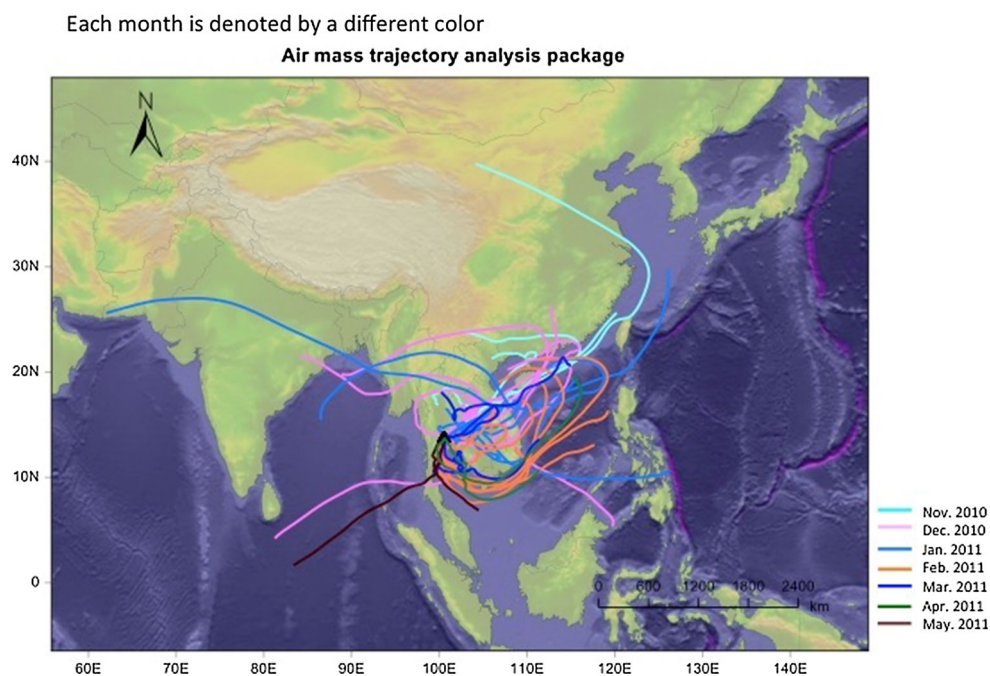 Each month is denoted by a different color
Air mass trajectory analysis package
N
40N
30N
20N
10N
0
Nov. 2010
Dec. 2010
Jan. 2011
Feb. 2011
Mar. 2011
Apr. 2011
May. 2011
0 600 1200 1800 2400
km
60E 70E 80E 90E 100E 110E 120E 130E 140E